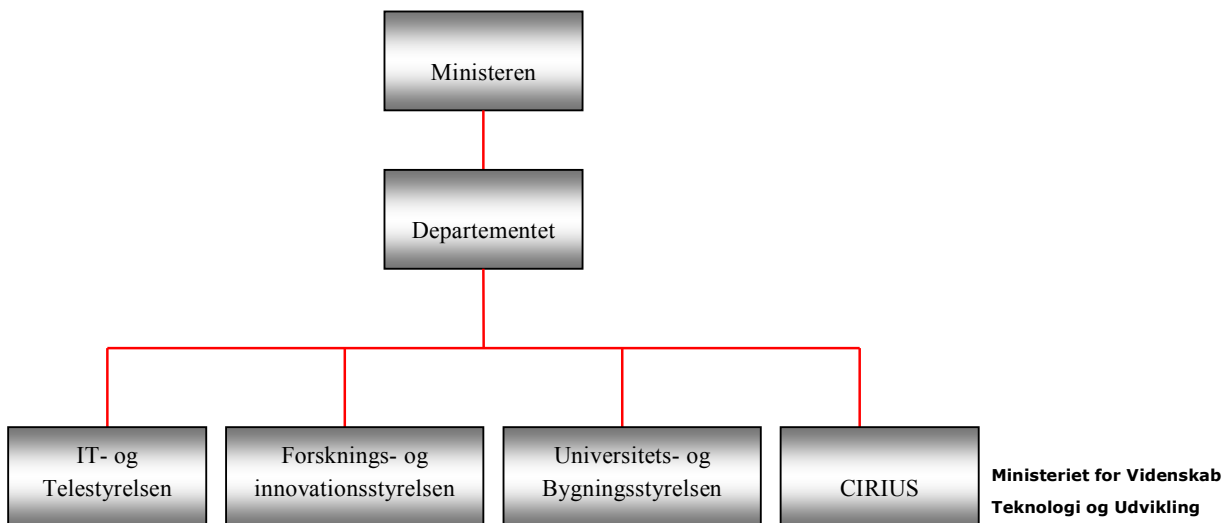 Ministeren
Departementet
IT- og
Telestyrelsen
Forsknings- og
innovationsstyrelsen
Universitets- og
Bygningsstyrelsen
CIRIUS
Ministeriet for Videnskab
Teknologi og Udvikling